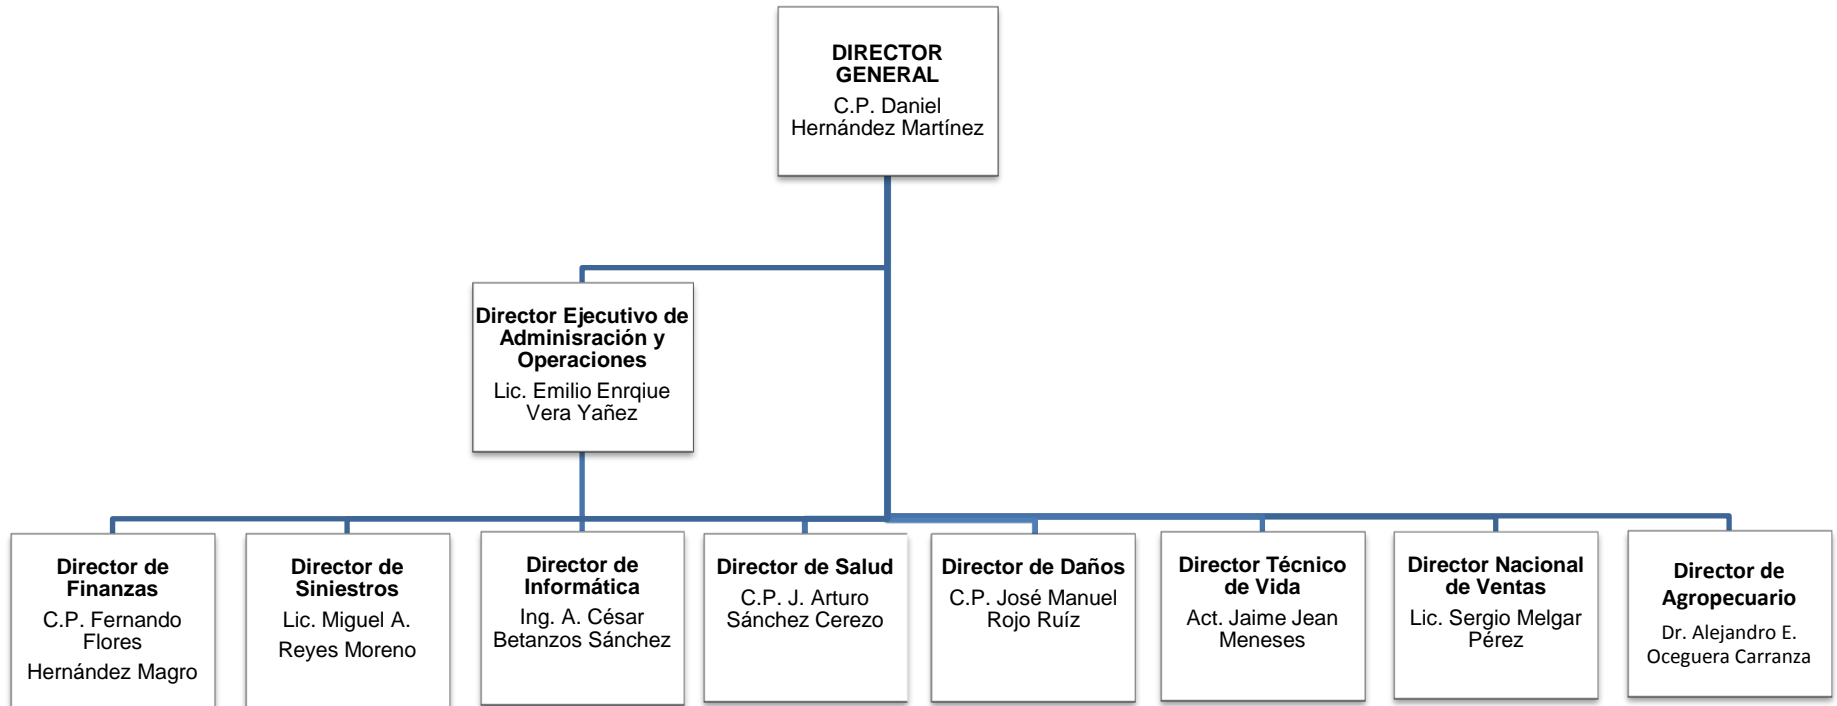 DIRECTOR
GENERAL
C.P. Daniel
Hernández Martínez
Director Ejecutivo de
Adminisración y
Operaciones
Lic. Emilio Enrqiue
Vera Yañez
Director de
Finanzas
C.P. Fernando
Flores
Hernández Magro
Director de
Siniestros
Lic. Miguel A.
Reyes Moreno
Director de
Informática
Ing. A. César
Betanzos Sánchez
Director de Salud
C.P. J. Arturo
Sánchez Cerezo
Director de Daños
C.P. José Manuel
Rojo Ruíz
Director Técnico
de Vida
Act. Jaime Jean
Meneses
Director Nacional
de Ventas
Lic. Sergio Melgar
Pérez
Director de
Agropecuario
Dr. Alejandro E.
Oceguera Carranza